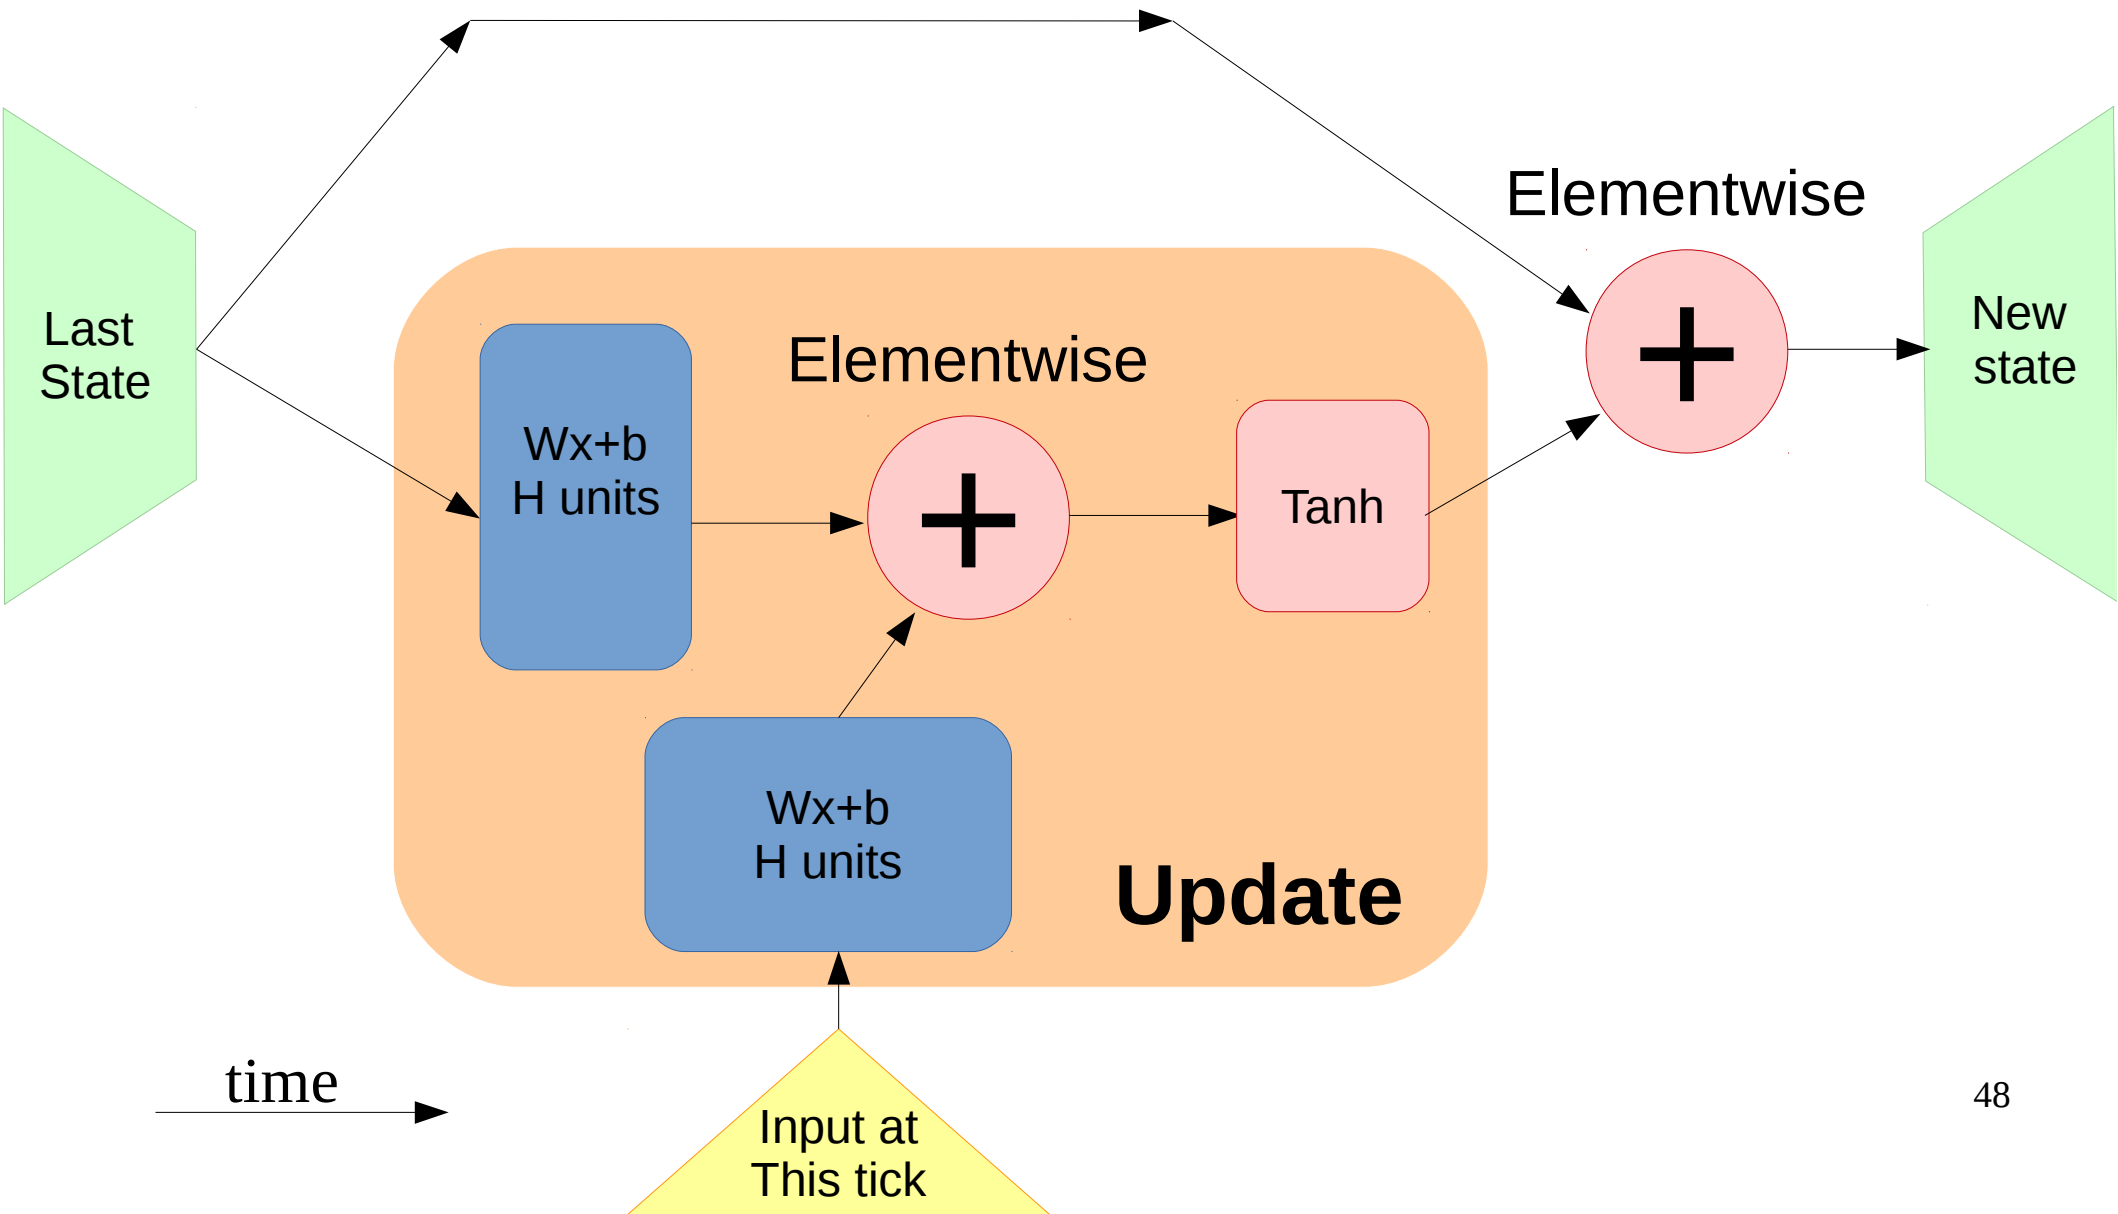 Elementwise
Last
State
New
state
Elementwise
Wx+b
H units
Tanh
Wx+b
H units
Update
time
48
Input at
This tick